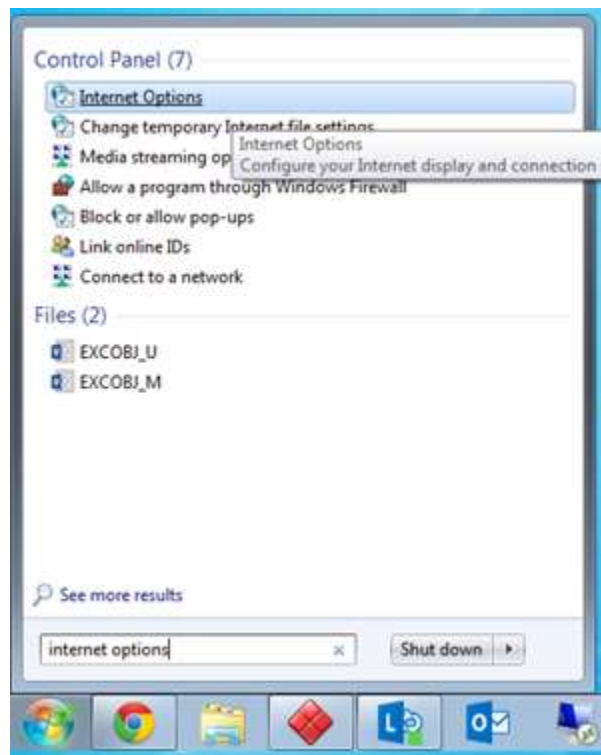 Control Panel (7)
Internet Options
Change temporary Internet file settings
Internet Options
Media streaming op
Configure your Internet display and connection
Allow a program through Windows Firewall
Block or allow pop-ups
Link online IDs
Connect to a network
Files (2)
EXCOBJ_U
EXCOBJ_M
See more results
internet options
Shut down